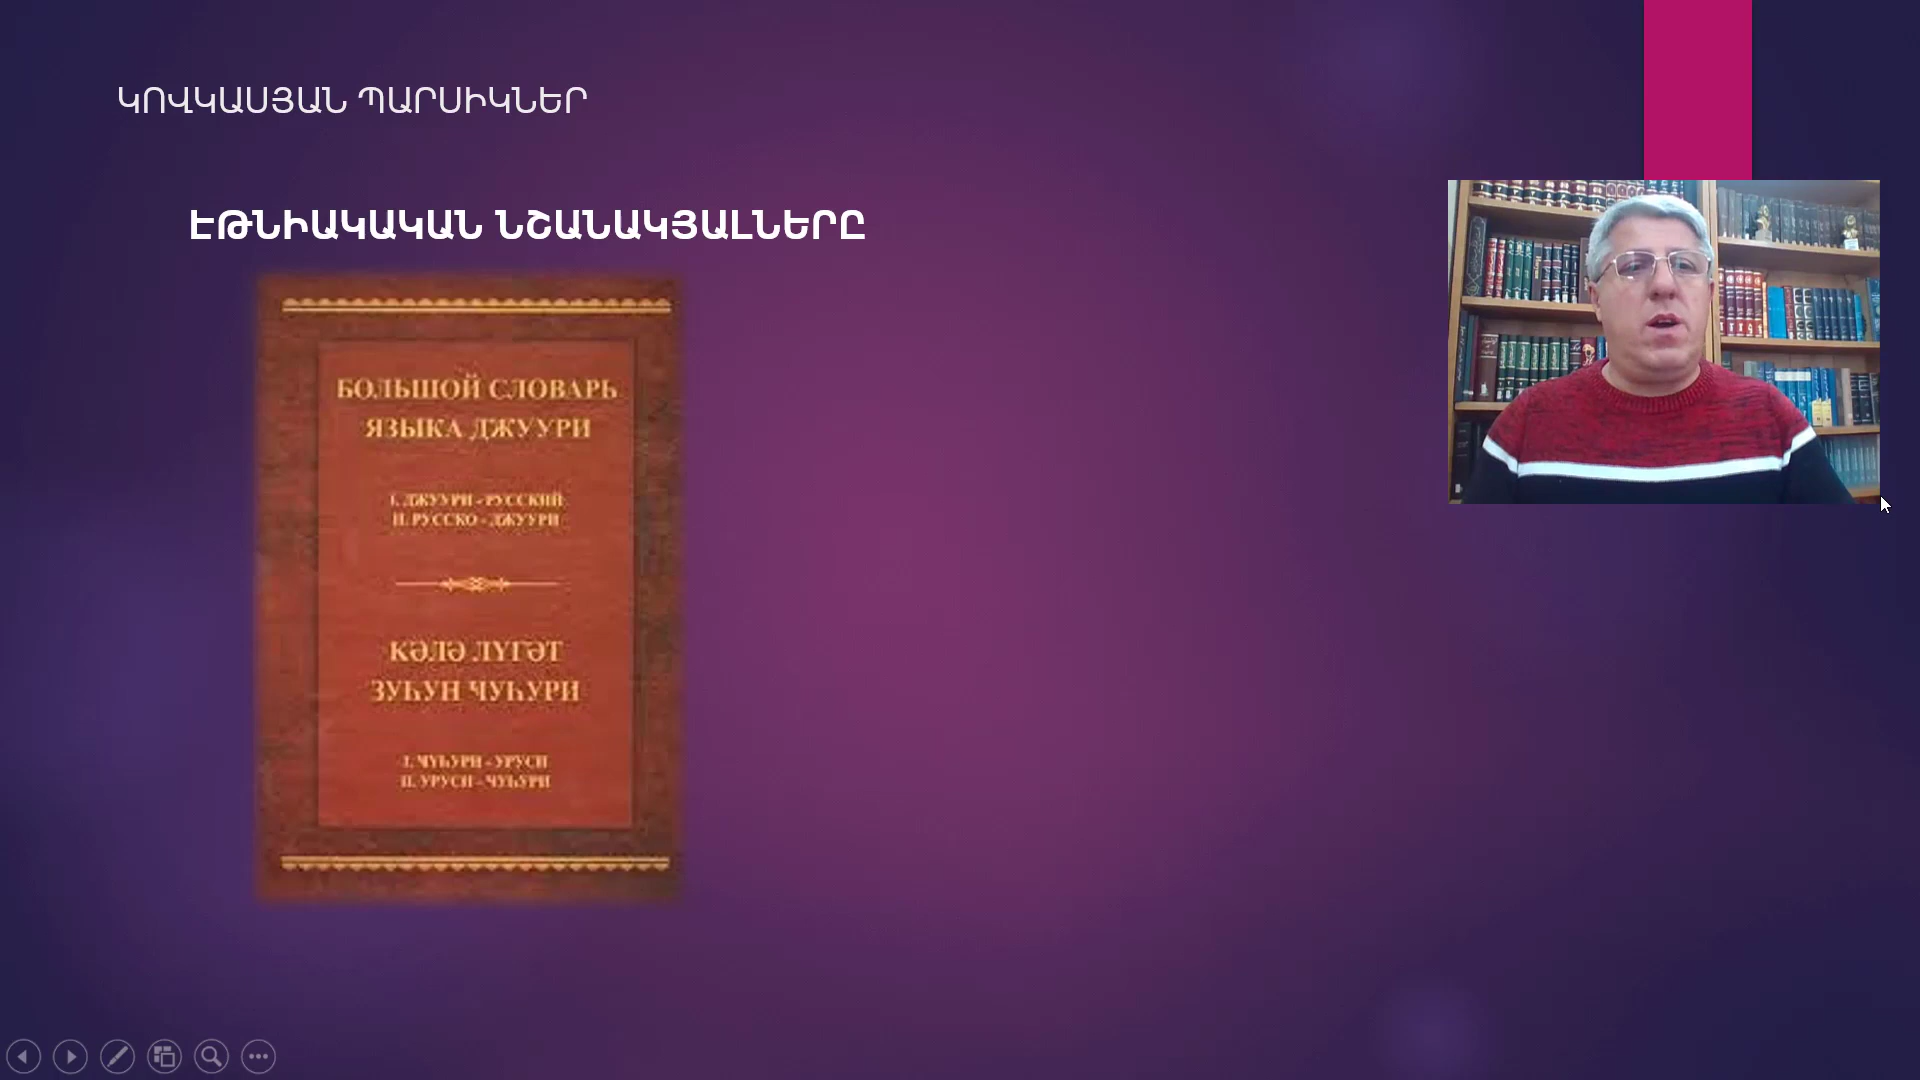 ԿՈՎԿԱՍՅԱՆ ՊԱՐՍԻԿՆԵՐ
ԷԹՆԻԱԿԱԿԱՆ ՆՇԱՆԱԿՅԱԼՆԵՐԸ
БОЛЬШОЙ СЛОВАРЬ
ЯЗЫКА ДЖУУРИ
I. ДЖУУРИ - РУССКИЙ
II. РУССКО - ДЖУУРИ
КӘЛӘ ЛҮГӘТ
ЗУҺУН ЧУҺУРИ
I. ЧУҺУРИ - УРУСИ
II. УРУСИ - ЧУҺУРИ